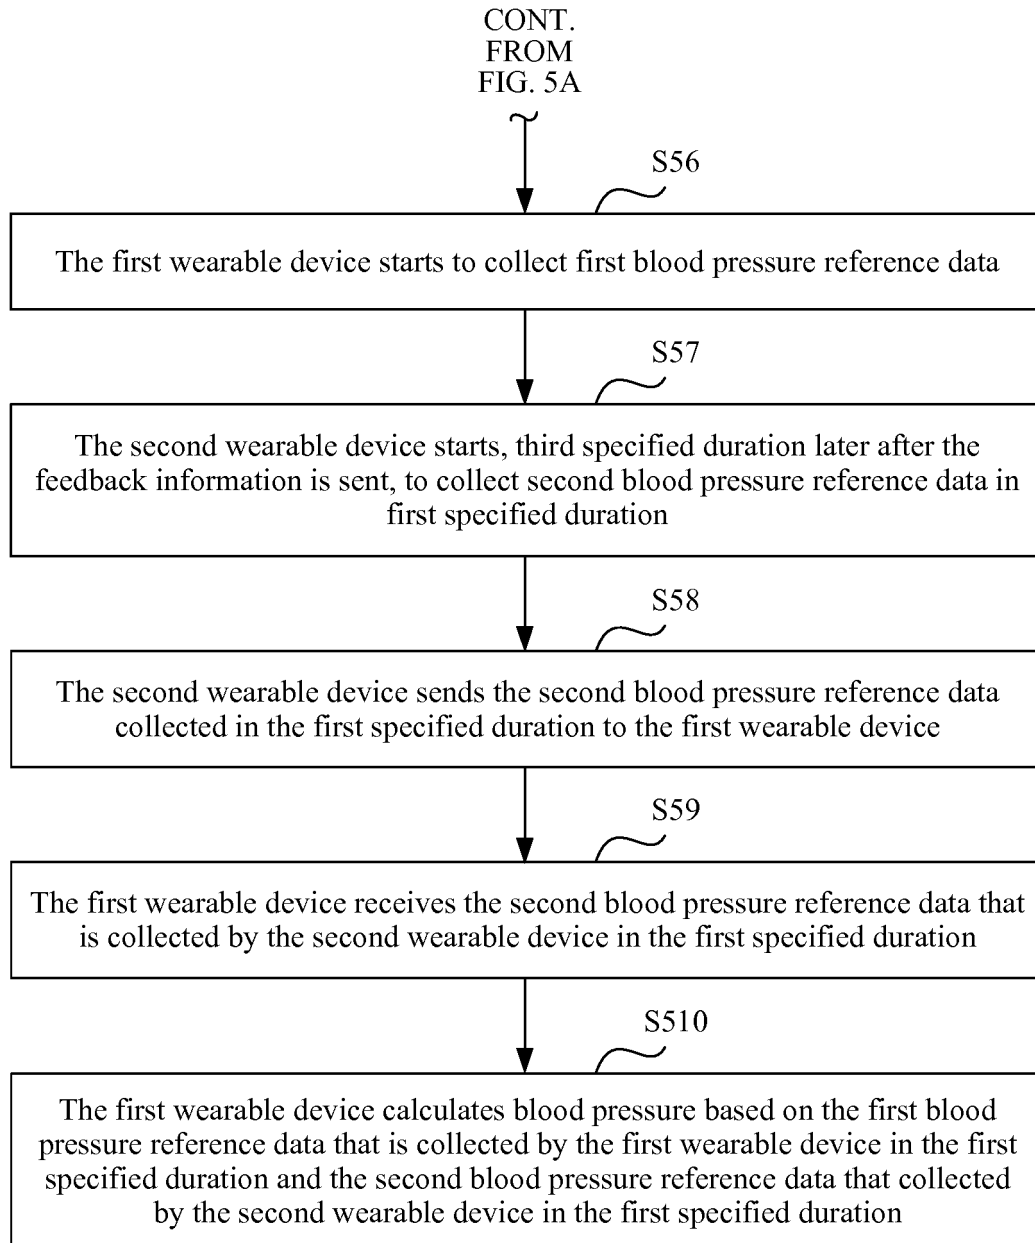 CONT.
FROM
FIG. 5A
S56
The first wearable device starts to collect first blood pressure reference data
S57
The second wearable device starts, third specified duration later after the
feedback information is sent, to collect second blood pressure reference data in
first specified duration
S58
The second wearable device sends the second blood pressure reference data
collected in the first specified duration to the first wearable device
S59
The first wearable device receives the second blood pressure reference data that
is collected by the second wearable device in the first specified duration
S510
The first wearable device calculates blood pressure based on the first blood
pressure reference data that is collected by the first wearable device in the first
specified duration and the second blood pressure reference data that collected
by the second wearable device in the first specified duration